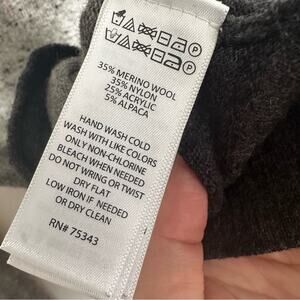 35% MERINO WOOL
35% NYLON
25% ACRYLIC
5% ALPACA
HAND WASH COLD
WASH WITH LIKE COLORS
ONLY NON-CHLORINE
BLEACH WHEN NEEDED
DO NOT WRING OR TWIST
DRY FLAT
LOW IRON IF NEEDED
OR DRY CLEAN
RN# 75343